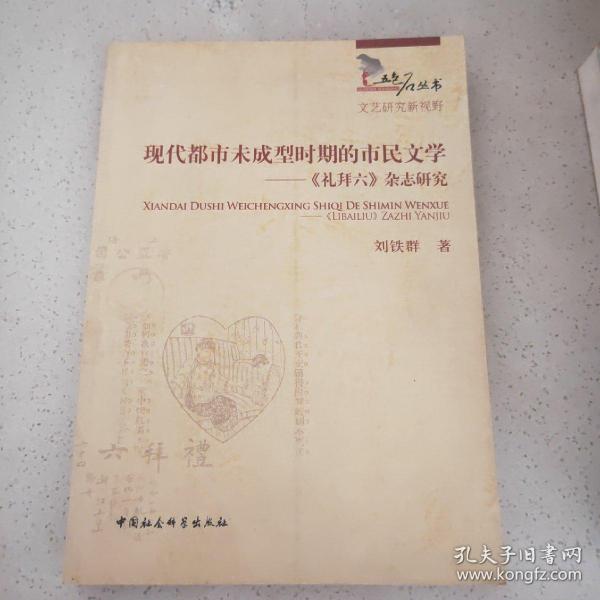 五色石丛书
文艺研究新视野
现代都市未成型时期的市民文学
——《礼拜六》杂志研究
XIANDAI DUSHI WEICHENGXING SHIQI DE SHIMIN WENXUE
——《LIBAILIU》ZAZHI YANJIU
刘铁群 著
六拜禮
中国社会科学出版社
孔夫子旧书网
www.kongfz.com